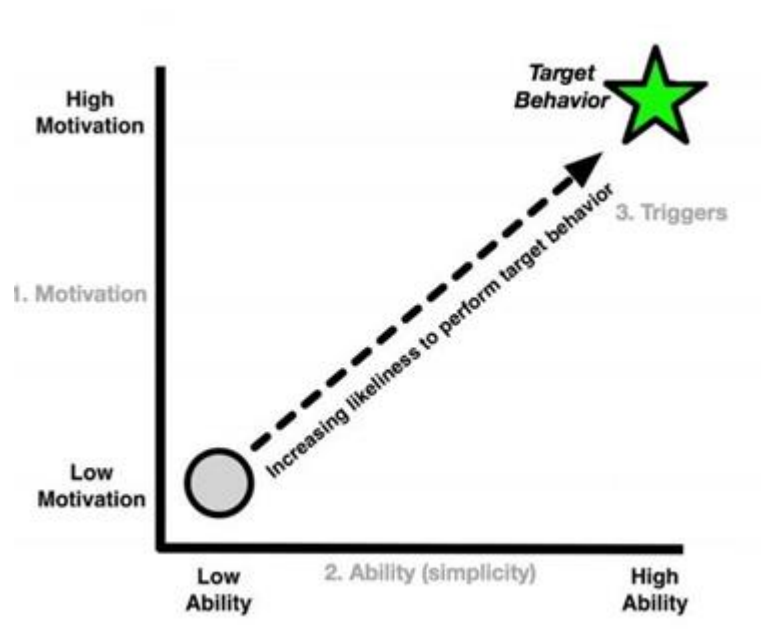 Target
Behavior
High
Motivation
3. Triggers
1. Motivation
Increasing likeliness to perform target behavior
Low
Motivation
2. Ability (simplicity)
Low
Ability
High
Ability